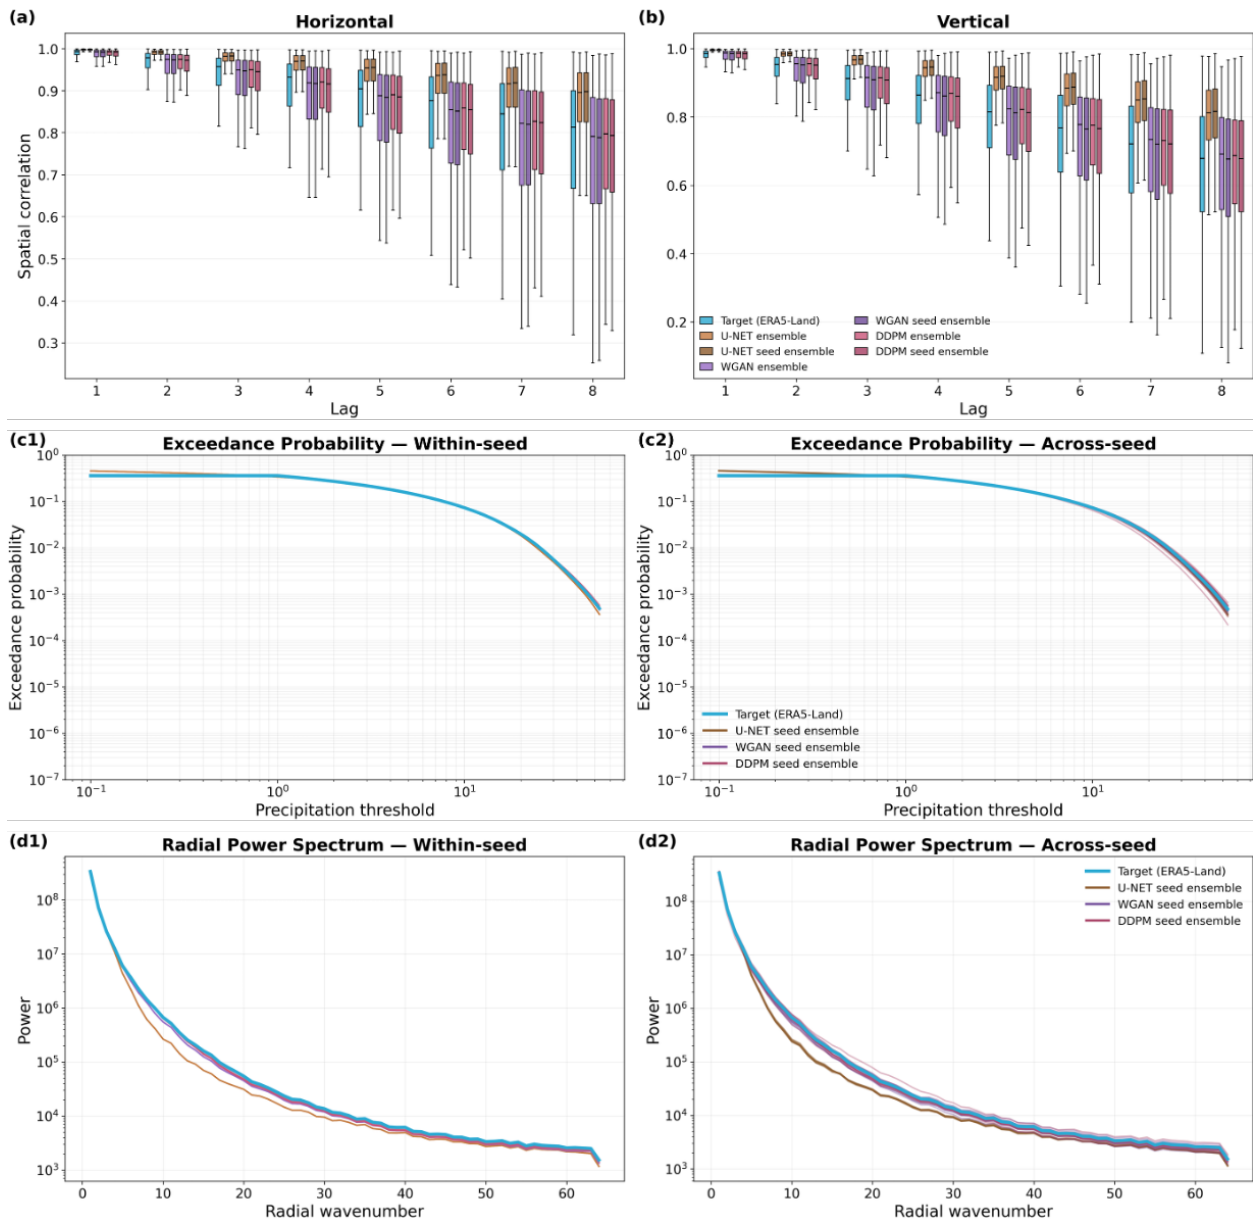 (a)
Horizontal
1.0
0.9
0.8
0.7
0.6
0.5
0.4
0.3
Spatial correlation
1 2 3 4 5 6 7 8
Lag
(b)
Vertical
1.0
0.8
0.6
0.4
0.2
Target (ERA5-Land)
U-NET ensemble
U-NET seed ensemble
WGAN ensemble
WGAN seed ensemble
DDPM ensemble
DDPM seed ensemble
1 2 3 4 5 6 7 8
Lag
(c1)
Exceedance Probability — Within-seed
10⁰
10⁻¹
10⁻²
10⁻³
10⁻⁴
10⁻⁵
10⁻⁶
10⁻⁷
Exceedance probability
10⁻¹ 10⁰ 10¹
Precipitation threshold
(c2)
Exceedance Probability — Across-seed
10⁰
10⁻¹
10⁻²
10⁻³
10⁻⁴
10⁻⁵
10⁻⁶
10⁻⁷
Exceedance probability
Target (ERA5-Land)
U-NET seed ensemble
WGAN seed ensemble
DDPM seed ensemble
10⁻¹ 10⁰ 10¹
Precipitation threshold
(d1)
Radial Power Spectrum — Within-seed
10⁸
10⁷
10⁶
10⁵
10⁴
10³
Power
0 10 20 30 40 50 60
Radial wavenumber
(d2)
Radial Power Spectrum — Across-seed
10⁸
10⁷
10⁶
10⁵
10⁴
10³
Power
Target (ERA5-Land)
U-NET seed ensemble
WGAN seed ensemble
DDPM seed ensemble
0 10 20 30 40 50 60
Radial wavenumber